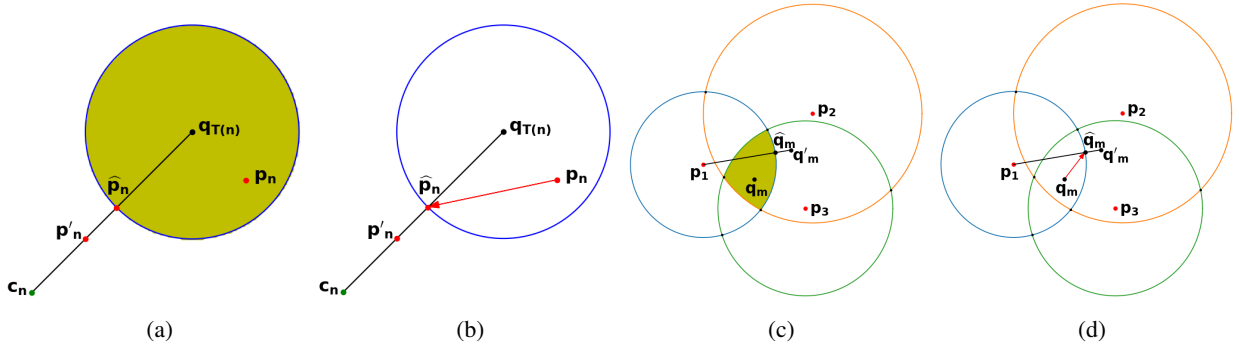 q_T(n)
p_n
p̂_n
p'_n
c_n
(a)
q_T(n)
p_n
p̂_n
p'_n
c_n
(b)
p_2
q̂_m
q'_m
p_1
q_m
p_3
(c)
p_2
q̂_m
q'_m
p_1
q_m
p_3
(d)